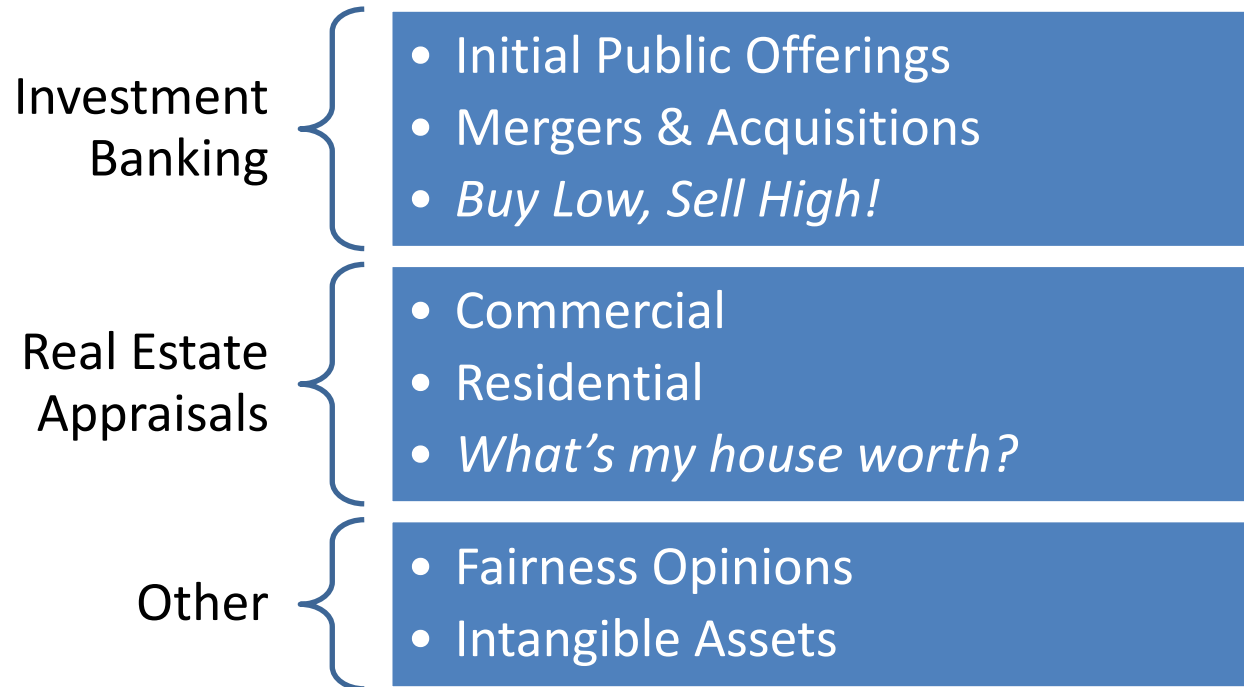 Investment
Banking
• Initial Public Offerings
• Mergers & Acquisitions
• Buy Low, Sell High!
Real Estate
Appraisals
• Commercial
• Residential
• What’s my house worth?
Other
• Fairness Opinions
• Intangible Assets